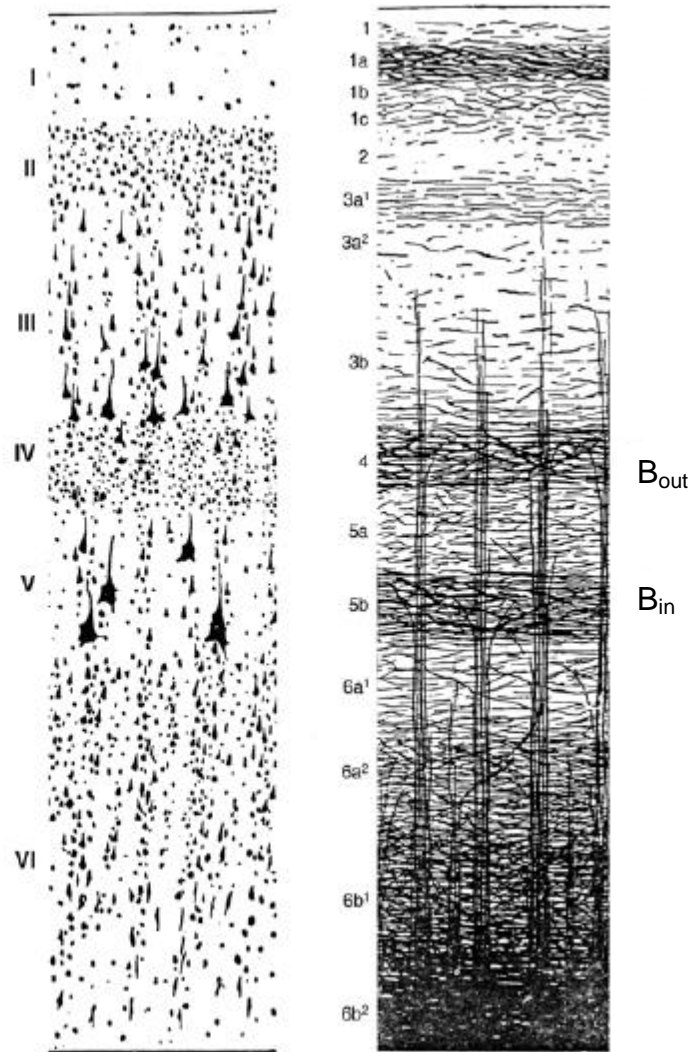 I
II
III
IV
V
VI
1
1a
1b
1c
2
3a¹
3a²
3b
4
5a
5b
6a¹
6a²
6b¹
6b²
B_out
B_in